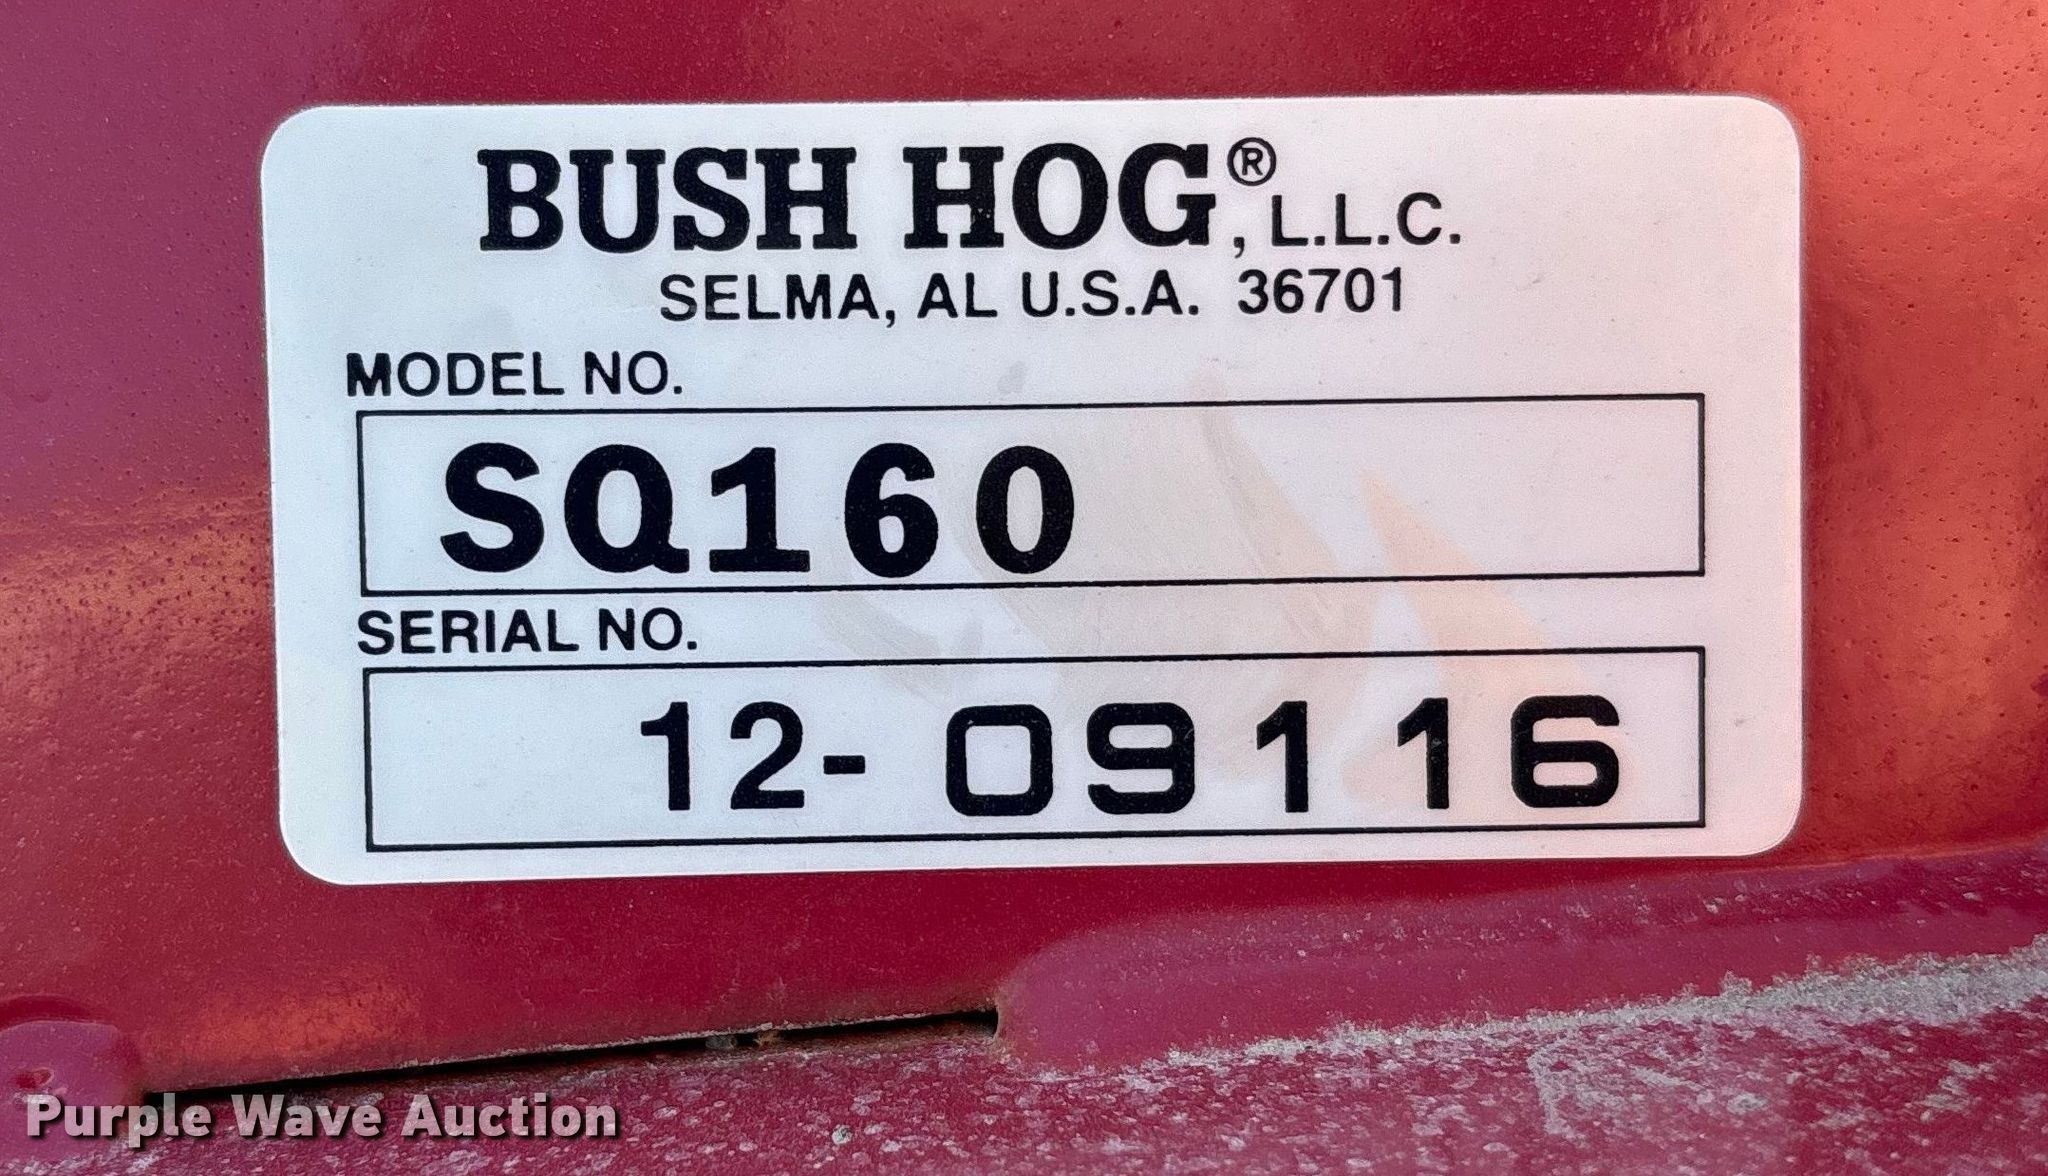 BUSH HOG®, L.L.C.
SELMA, AL U.S.A. 36701
MODEL NO.
SQ160
SERIAL NO.
12-09116
Purple Wave Auction